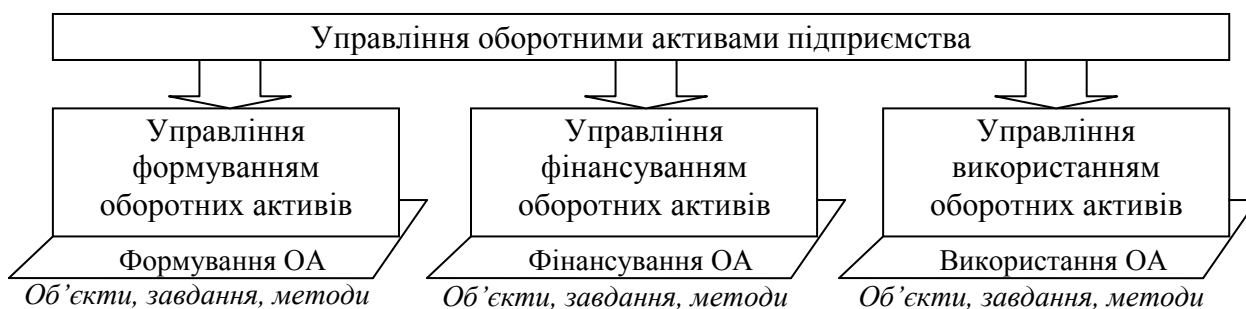 Управління оборотними активами підприємства
Управління
формуванням
оборотних активів
Формування ОА
Об’єкти, завдання, методи
Управління
фінансуванням
оборотних активів
Фінансування ОА
Об’єкти, завдання, методи
Управління
використанням
оборотних активів
Використання ОА
Об’єкти, завдання, методи